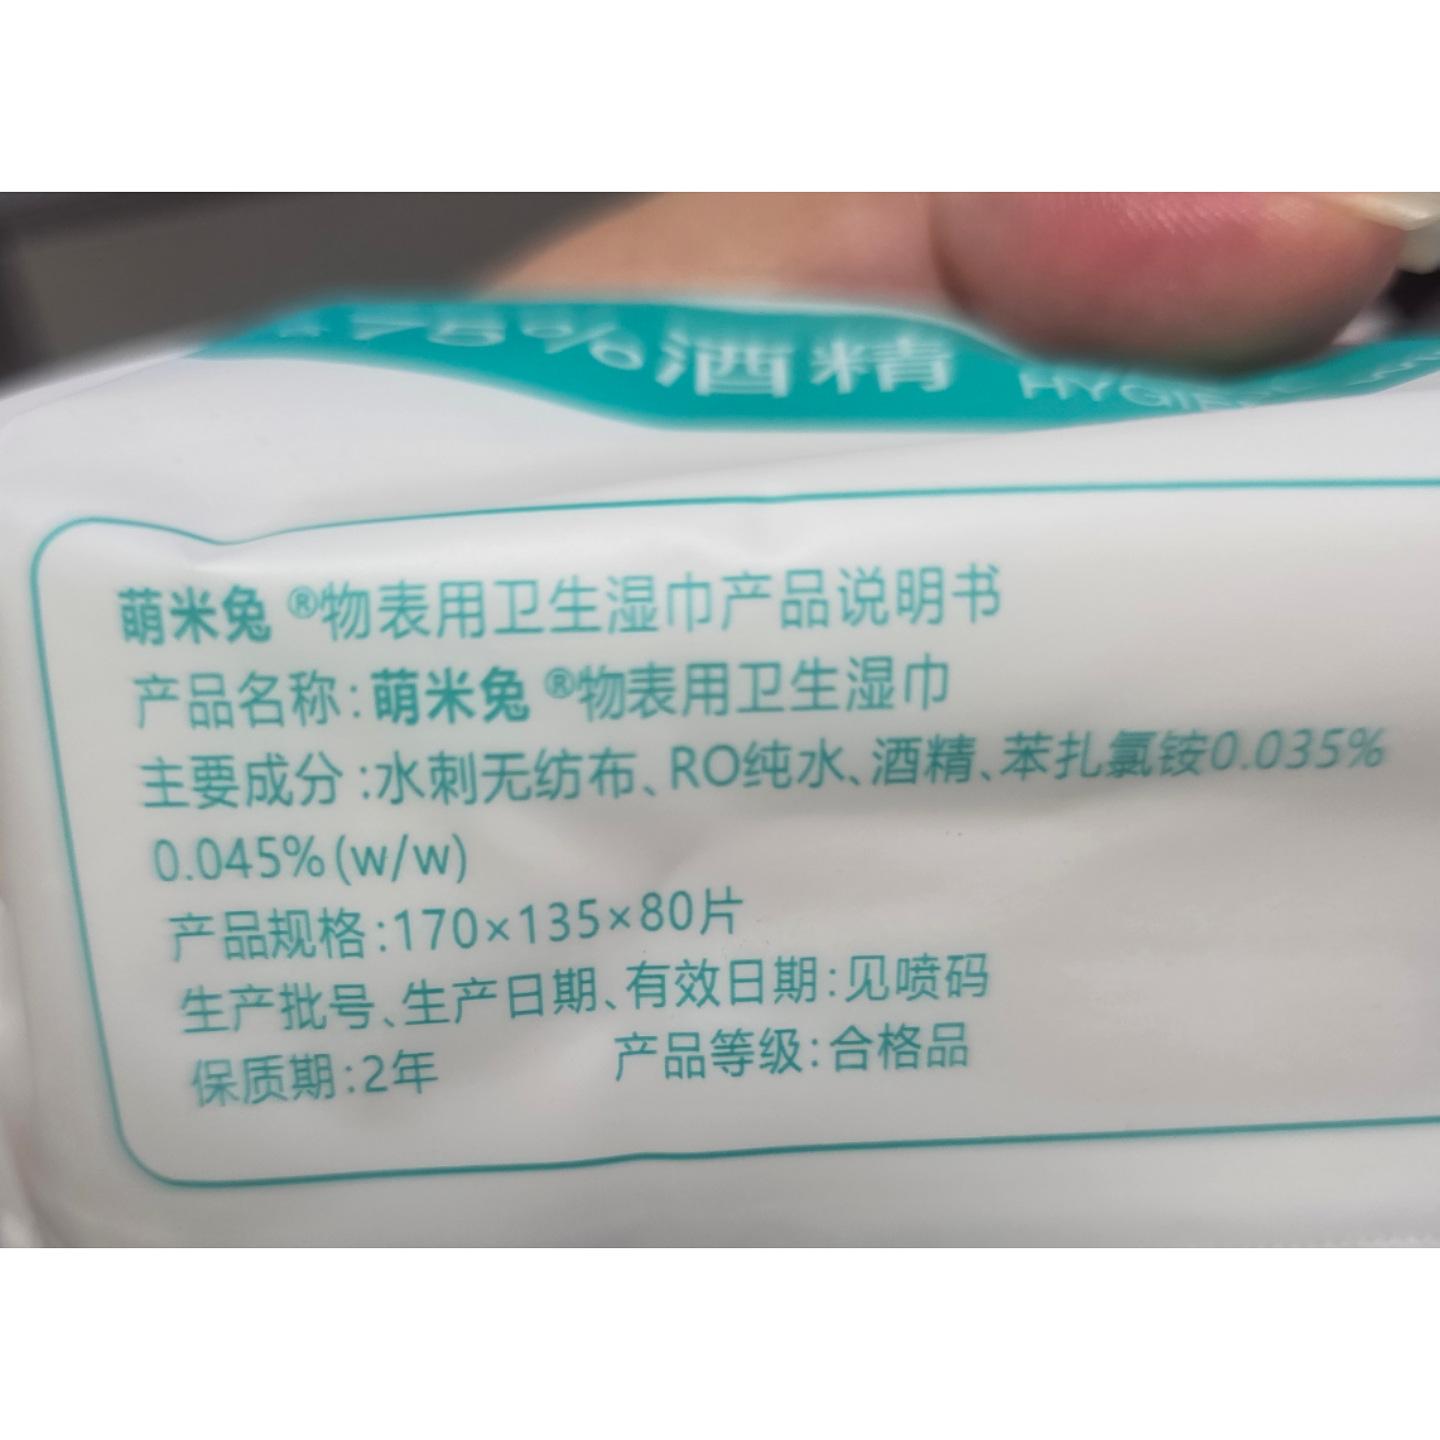 75%酒精
萌米兔®物表用卫生湿巾产品说明书
产品名称:萌米兔®物表用卫生湿巾
主要成分:水刺无纺布、RO纯水、酒精、苯扎氯铵0.035%
0.045%(w/w)
产品规格:170×135×80片
生产批号、生产日期、有效日期:见喷码
保质期:2年 产品等级:合格品